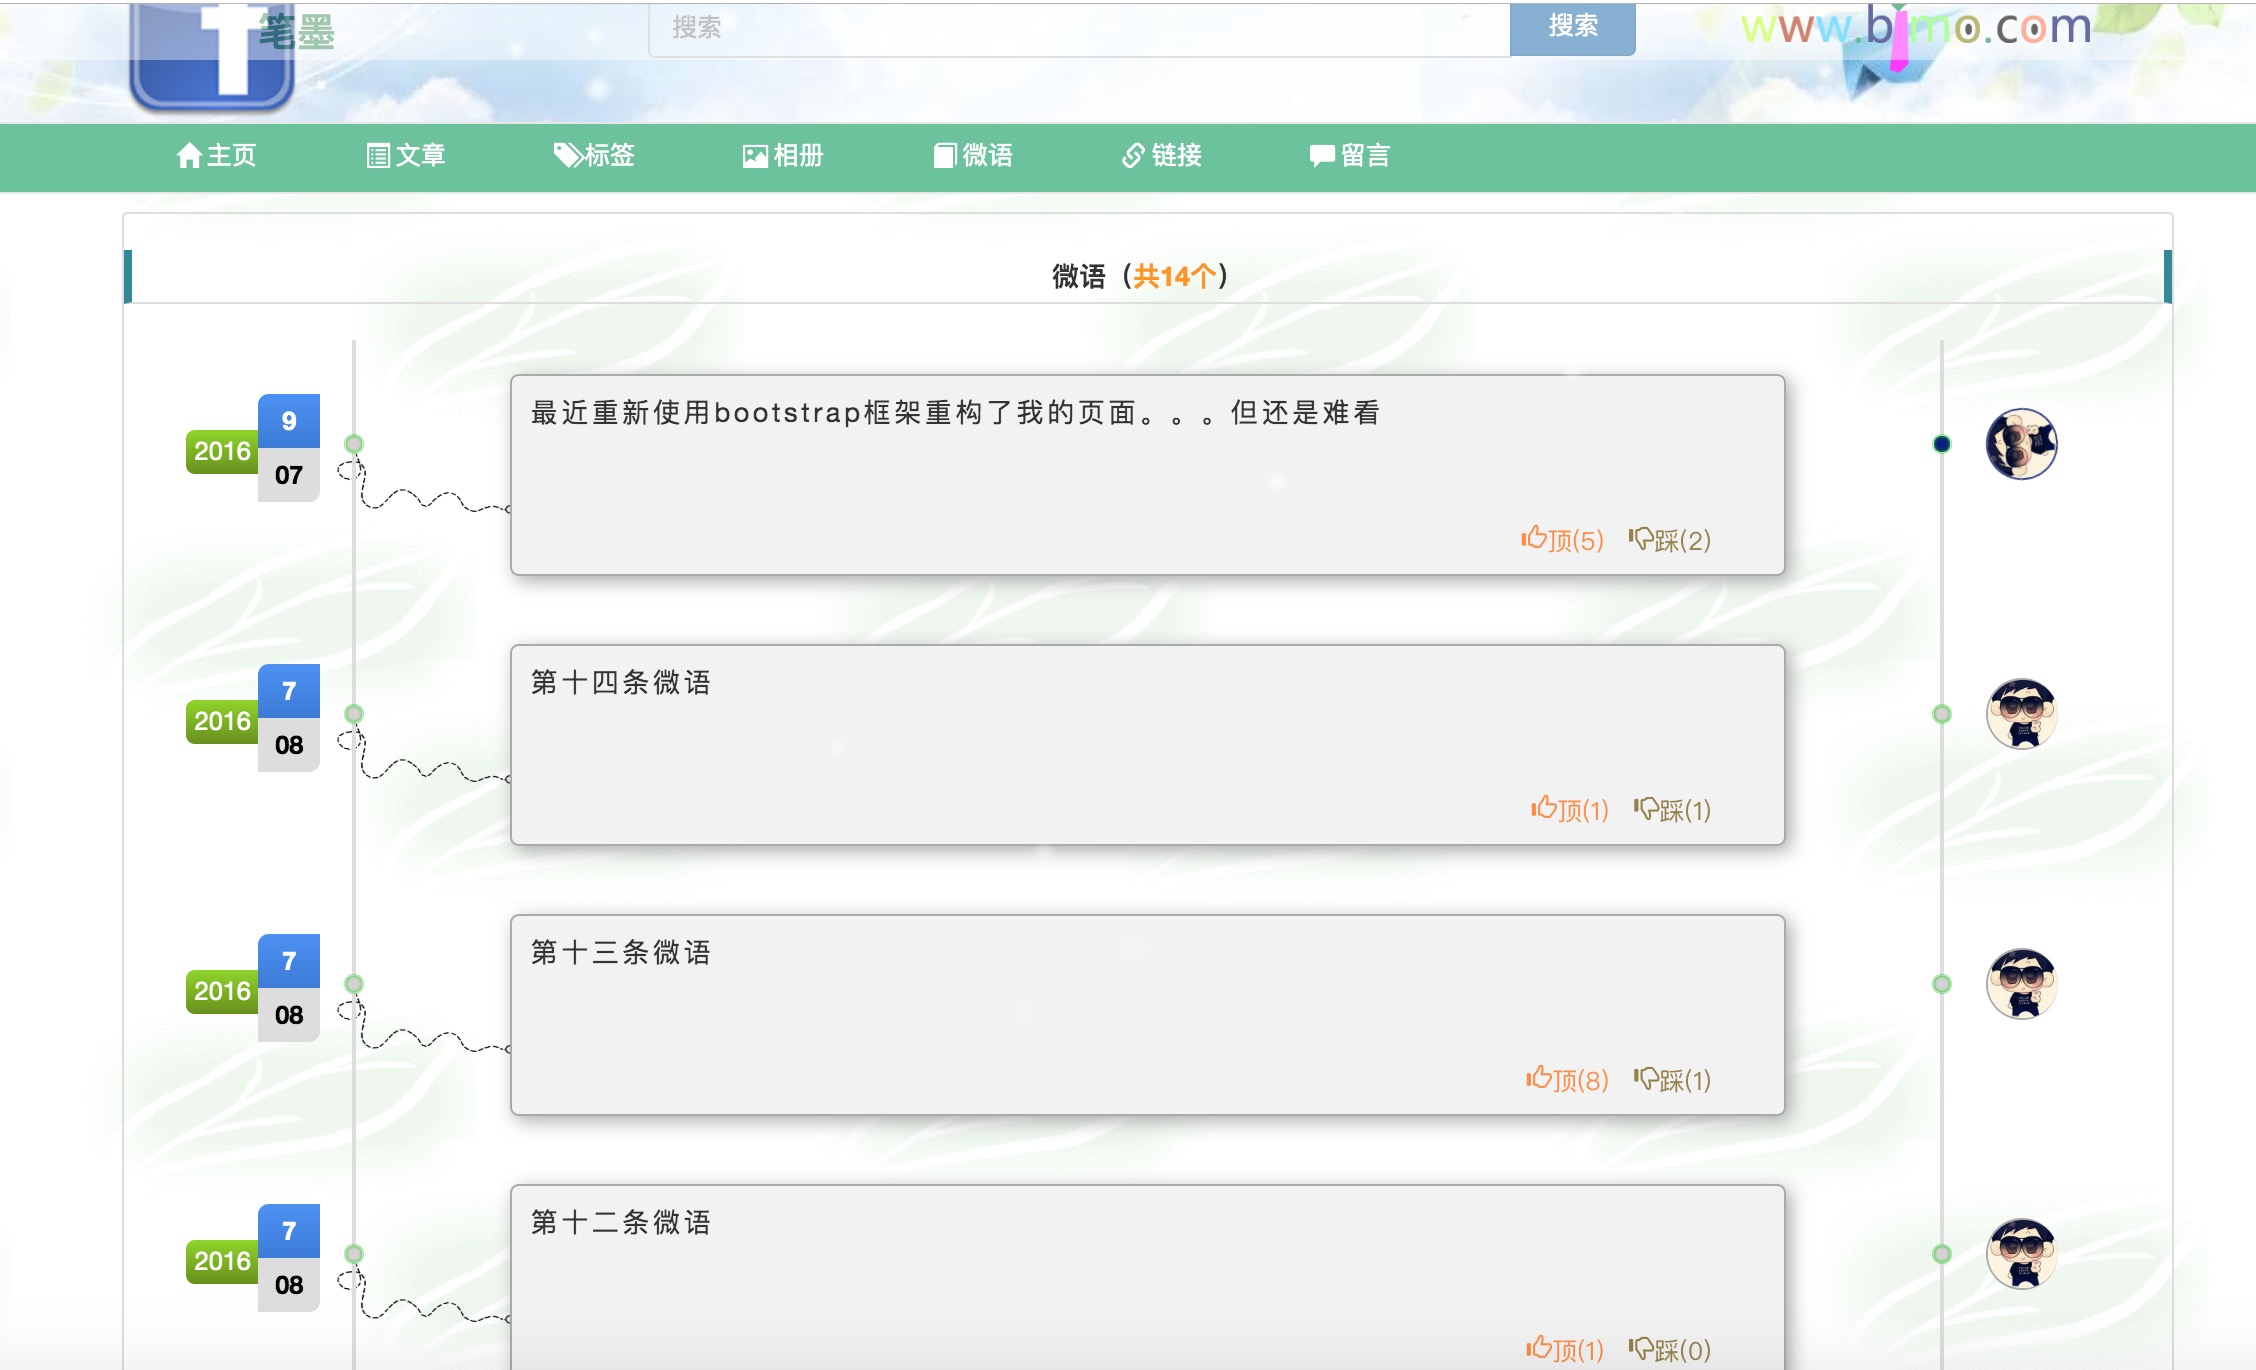 笔墨
搜索 搜索
www.bimo.com
主页 文章 标签 相册 微语 链接 留言
微语（共14个）
9
2016
07
最近重新使用bootstrap框架重构了我的页面。。。但还是难看
顶(5) 踩(2)
7
2016
08
第十四条微语
顶(1) 踩(1)
7
2016
08
第十三条微语
顶(8) 踩(1)
7
2016
08
第十二条微语
顶(1) 踩(0)